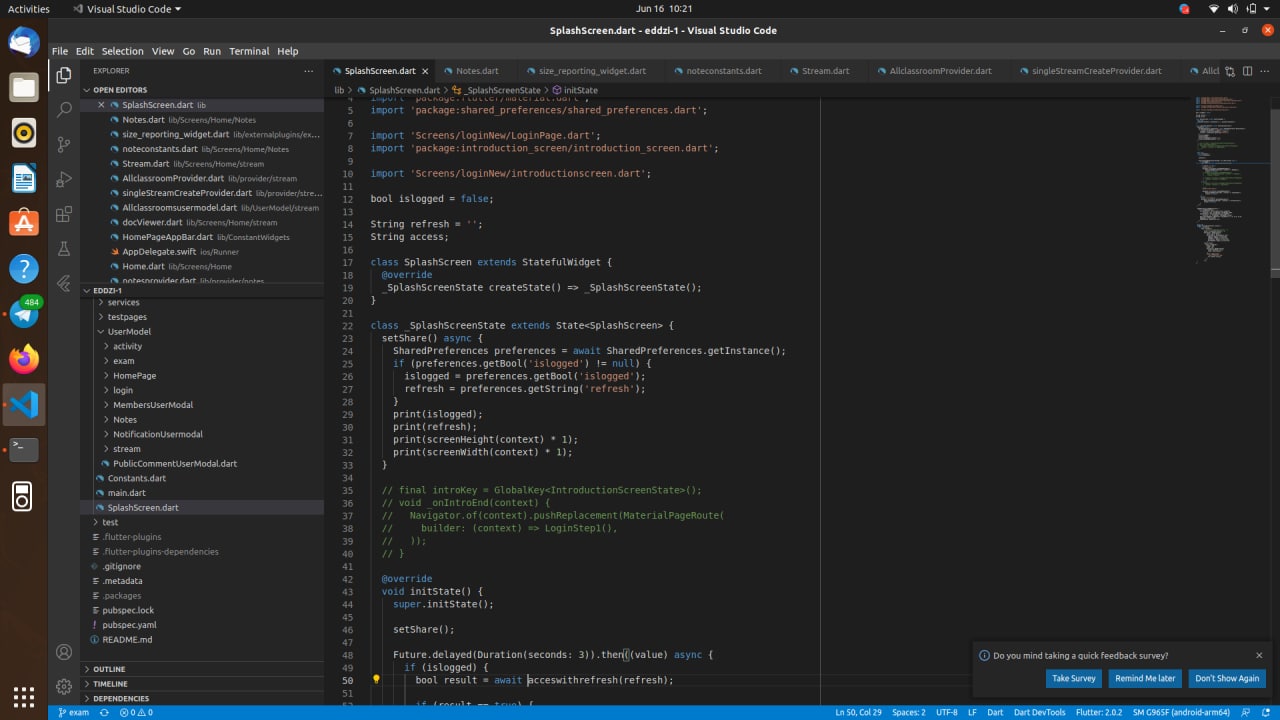 Activities
Visual Studio Code
Jun 16 10:21
SplashScreen.dart - eddzi-1 - Visual Studio Code
File Edit Selection View Go Run Terminal Help
EXPLORER
OPEN EDITORS
SplashScreen.dart lib
Notes.dart lib/Screens/Home/Notes
size_reporting_widget.dart lib/externalplugins/ex...
noteconstants.dart lib/Screens/Home/Notes
Stream.dart lib/Screens/Home/stream
AllclassroomProvider.dart lib/provider/stream
singleStreamCreateProvider.dart lib/provider/stre...
Allclassroomsusermodel.dart lib/UserModel/stream
docViewer.dart lib/Screens/Home/stream
HomePageAppBar.dart lib/ConstantWidgets
AppDelegate.swift ios/Runner
Home.dart lib/Screens/Home
notesprovider.dart lib/provider/notes
EDDZI-1
services
testpages
UserModel
activity
exam
HomePage
login
MembersUserModal
Notes
NotificationUsermodal
stream
PublicCommentUserModal.dart
Constants.dart
main.dart
SplashScreen.dart
test
.flutter-plugins
.flutter-plugins-dependencies
.gitignore
.metadata
.packages
pubspec.lock
pubspec.yaml
README.md
OUTLINE
TIMELINE
DEPENDENCIES
484
SplashScreen.dart Notes.dart size_reporting_widget.dart noteconstants.dart Stream.dart AllclassroomProvider.dart singleStreamCreateProvider.dart Allcl
lib > SplashScreen.dart > _SplashScreenState > initState
4 import 'package:flutter/material.dart';
5 import 'package:shared_preferences/shared_preferences.dart';
6
7 import 'Screens/loginNew/LoginPage.dart';
8 import 'package:introduction_screen/introduction_screen.dart';
9
10 import 'Screens/loginNew/introductionscreen.dart';
11
12 bool islogged = false;
13
14 String refresh = '';
15 String access;
16
17 class SplashScreen extends StatefulWidget {
18 @override
19 _SplashScreenState createState() => _SplashScreenState();
20 }
21
22 class _SplashScreenState extends State<SplashScreen> {
23 setShare() async {
24 SharedPreferences preferences = await SharedPreferences.getInstance();
25 if (preferences.getBool('islogged') != null) {
26 islogged = preferences.getBool('islogged');
27 refresh = preferences.getString('refresh');
28 }
29 print(islogged);
30 print(refresh);
31 print(screenHeight(context) * 1);
32 print(screenWidth(context) * 1);
33 }
34
35 // final introKey = GlobalKey<IntroductionScreenState>();
36 // void _onIntroEnd(context) {
37 // Navigator.of(context).pushReplacement(MaterialPageRoute(
38 // builder: (context) => LoginStep1(),
39 // ));
40 // }
41
42 @override
43 void initState() {
44 super.initState();
45
46 setShare();
47
48 Future.delayed(Duration(seconds: 3)).then((value) async {
49 if (islogged) {
50 bool result = await acceswithrefresh(refresh);
51
52 if (result == true) {
Do you mind taking a quick feedback survey?
Take Survey Remind Me later Don't Show Again
exam 0 0 Ln 50, Col 29 Spaces: 2 UTF-8 LF Dart Dart DevTools Flutter: 2.0.2 SM G965F (android-arm64)